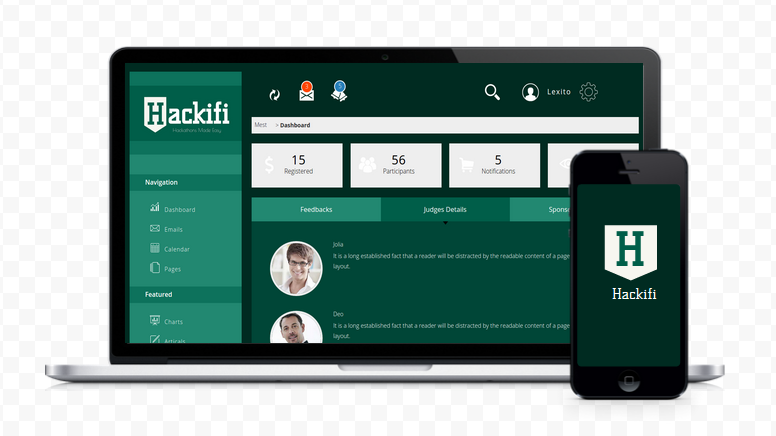 Hackifi
Hackathons Made Easy
Navigation
Dashboard
Emails
Calendar
Pages
Featured
Charts
Articals
5
Lexito
Mest » Dashboard
15
Registered
56
Participants
5
Notifications
Feedbacks
Judges Details
Spons
Jolia
It is a long established fact that a reader will be distracted by the readable content of a page
layout.
Deo
It is a long established fact that a reader will be distracted by the readable content of a page
layout.
H
Hackifi